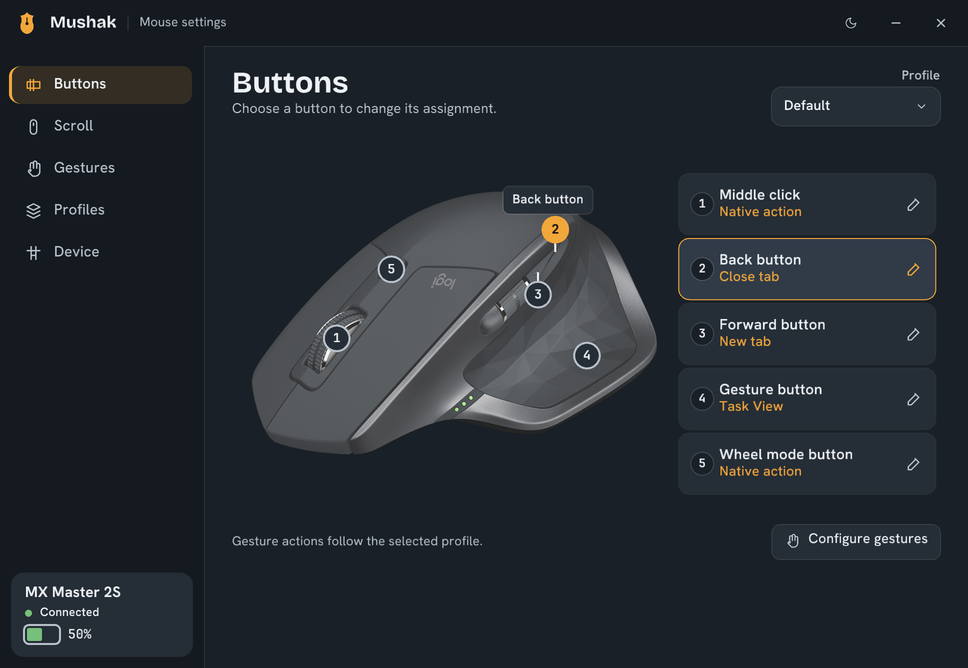 Mushak
Mouse settings
Buttons
Scroll
Gestures
Profiles
Device
MX Master 2S
Connected
50%
Buttons
Choose a button to change its assignment.
Profile
Default
Back button
2
5
logi
3
1
4
1
Middle click
Native action
2
Back button
Close tab
3
Forward button
New tab
4
Gesture button
Task View
5
Wheel mode button
Native action
Gesture actions follow the selected profile.
Configure gestures